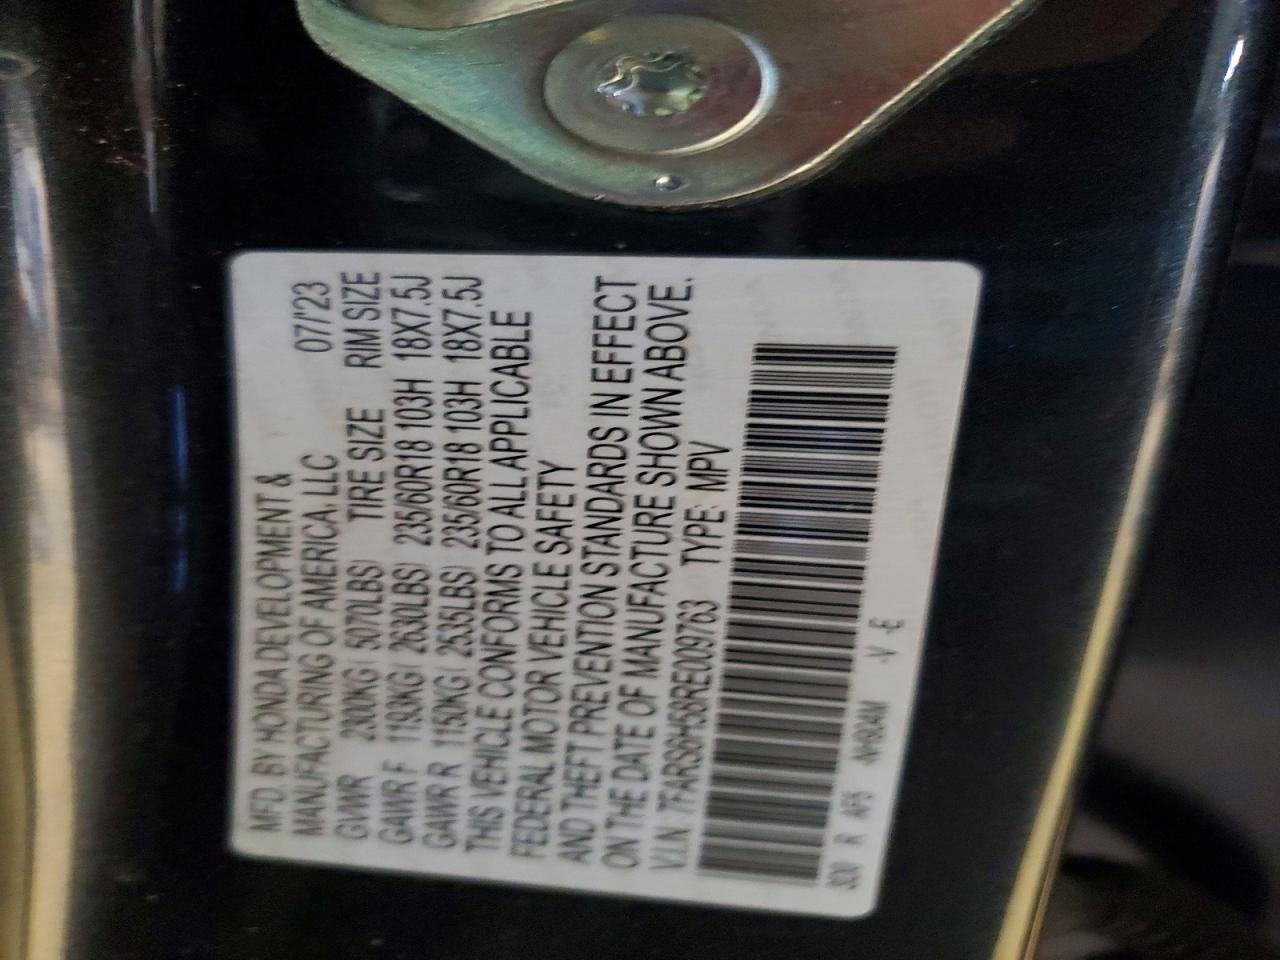 MFD. BY HONDA DEVELOPMENT &
MANUFACTURING OF AMERICA, LLC 07/'23
GVWR 2300KG( 5070LBS) TIRE SIZE RIM SIZE
GAWR F 1193KG( 2630LBS) 235/60R18 103H 18X7.5J
GAWR R 1150KG( 2535LBS) 235/60R18 103H 18X7.5J
THIS VEHICLE CONFORMS TO ALL APPLICABLE
FEDERAL MOTOR VEHICLE SAFETY
AND THEFT PREVENTION STANDARDS IN EFFECT
ON THE DATE OF MANUFACTURE SHOWN ABOVE.
V.I.N 7FARS6H58RE009763 TYPE: MPV
R -V -E